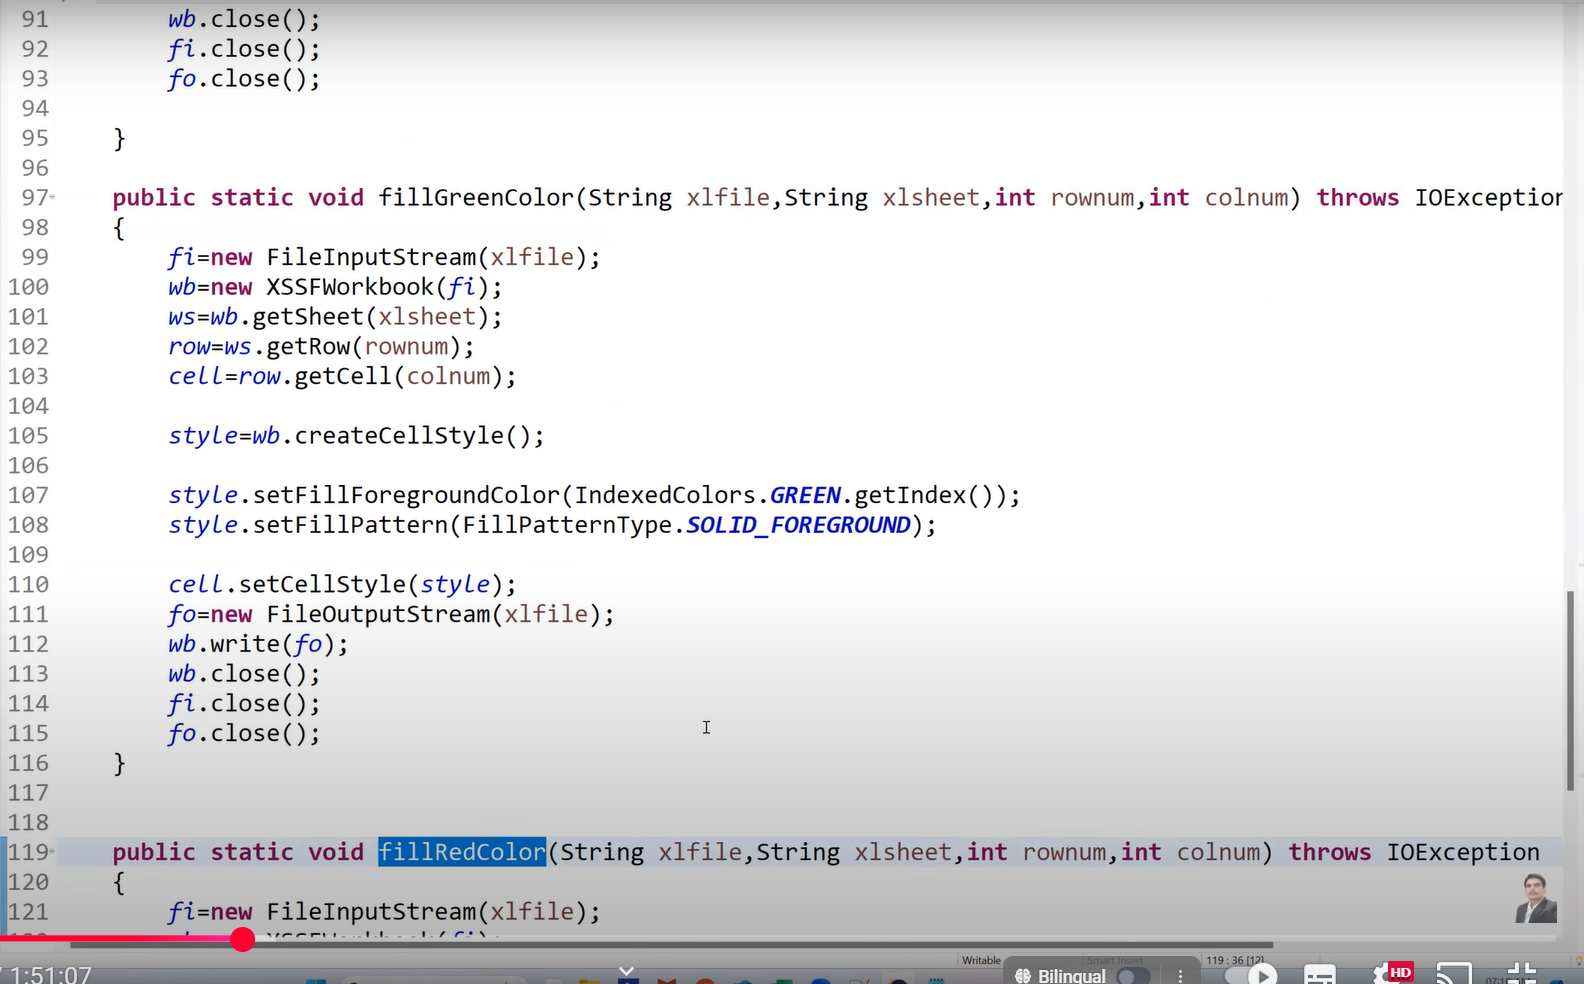 91 wb.close();
92 fi.close();
93 fo.close();
94
95 }
96
97 public static void fillGreenColor(String xlfile,String xlsheet,int rownum,int colnum) throws IOException
98 {
99 fi=new FileInputStream(xlfile);
100 wb=new XSSFWorkbook(fi);
101 ws=wb.getSheet(xlsheet);
102 row=ws.getRow(rownum);
103 cell=row.getCell(colnum);
104
105 style=wb.createCellStyle();
106
107 style.setFillForegroundColor(IndexedColors.GREEN.getIndex());
108 style.setFillPattern(FillPatternType.SOLID_FOREGROUND);
109
110 cell.setCellStyle(style);
111 fo=new FileOutputStream(xlfile);
112 wb.write(fo);
113 wb.close();
114 fi.close();
115 fo.close();
116 }
117
118
119 public static void fillRedColor(String xlfile,String xlsheet,int rownum,int colnum) throws IOException
120 {
121 fi=new FileInputStream(xlfile);
Writable Smart Insert 119 : 36 [12]
/ 1:51:07 Bilingual HD